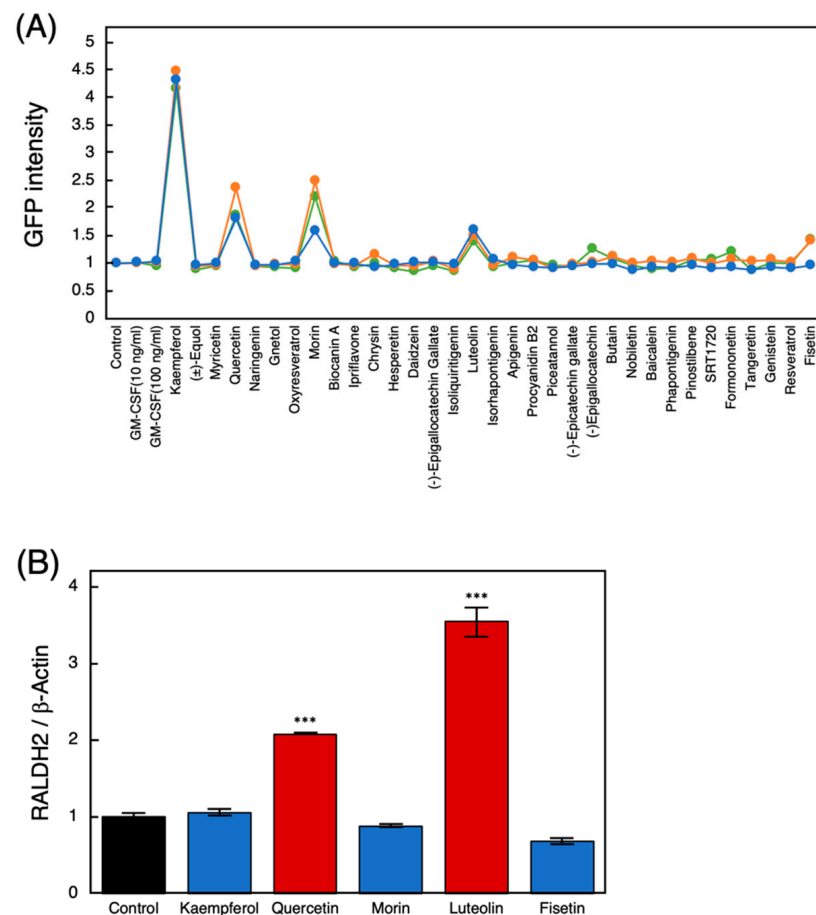 (A)
GFP intensity
5
4.5
4
3.5
3
2.5
2
1.5
1
0.5
0
Control
GM-CSF(10 ng/ml)
GM-CSF(100 ng/ml)
Kaempferol
(±)-Equol
Myricetin
Quercetin
Naringenin
Gnetol
Oxyresveratrol
Morin
Biocanin A
Ipriflavone
Chrysin
Hesperetin
Daidzein
(-)-Epigallocatechin Gallate
Isoliquiritigenin
Luteolin
Isorhapontigenin
Apigenin
Procyanidin B2
Piceatannol
(-)-Epicatechin gallate
(-)Epigallocatechin
Butain
Nobiletin
Baicalein
Phapontigenin
Pinostilbene
SRT1720
Formononetin
Tangeretin
Genistein
Resveratrol
Fisetin
(B)
RALDH2 / β-Actin
4
3
2
1
0
***
***
Control Kaempferol Quercetin Morin Luteolin Fisetin